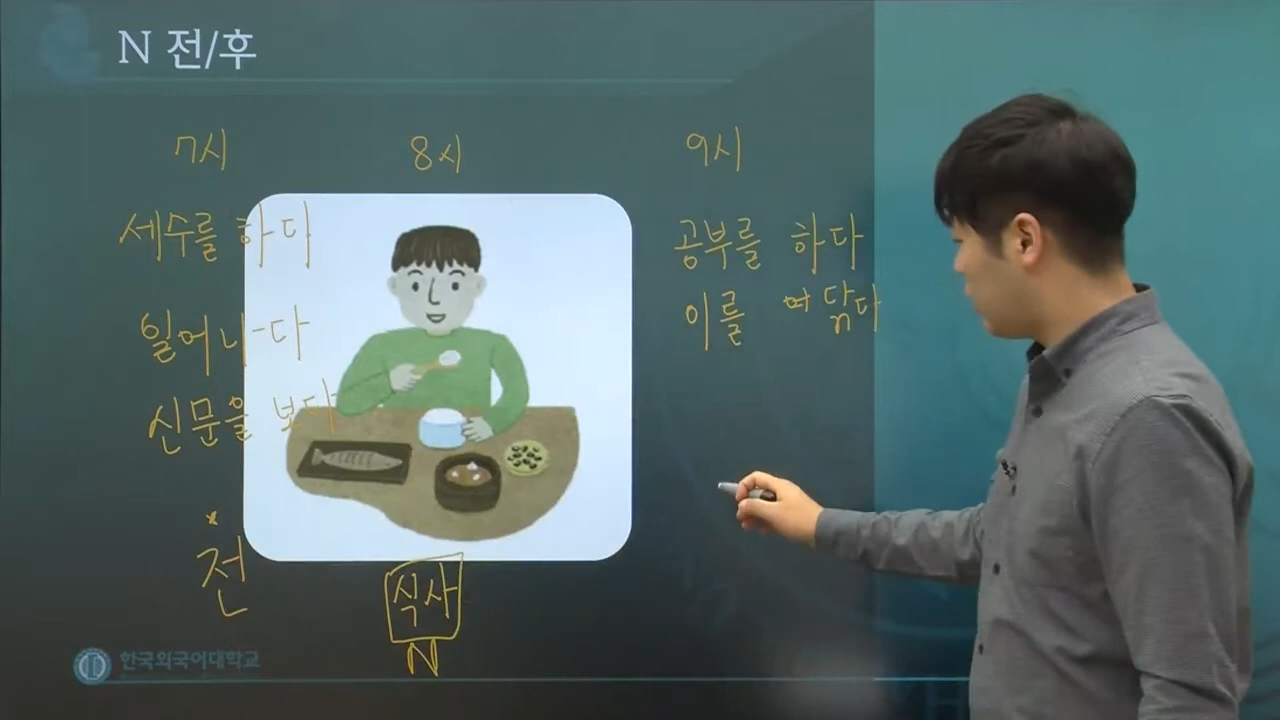 N 전/후
7시 8시 9시
세수를 하다
일어나다
신문을 보다
공부를 하다
이를 닦다
전
식사
N
한국외국어대학교